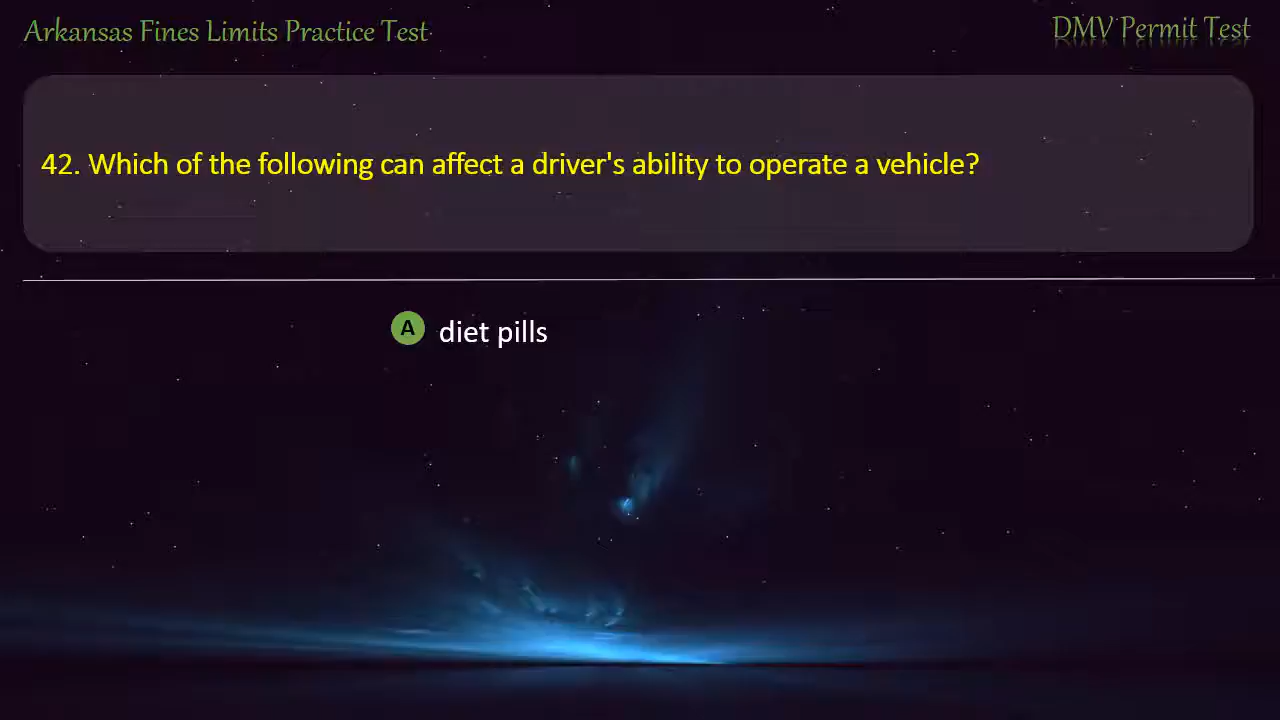 Arkansas Fines Limits Practice Test
DMV Permit Test
42. Which of the following can affect a driver's ability to operate a vehicle?
A diet pills